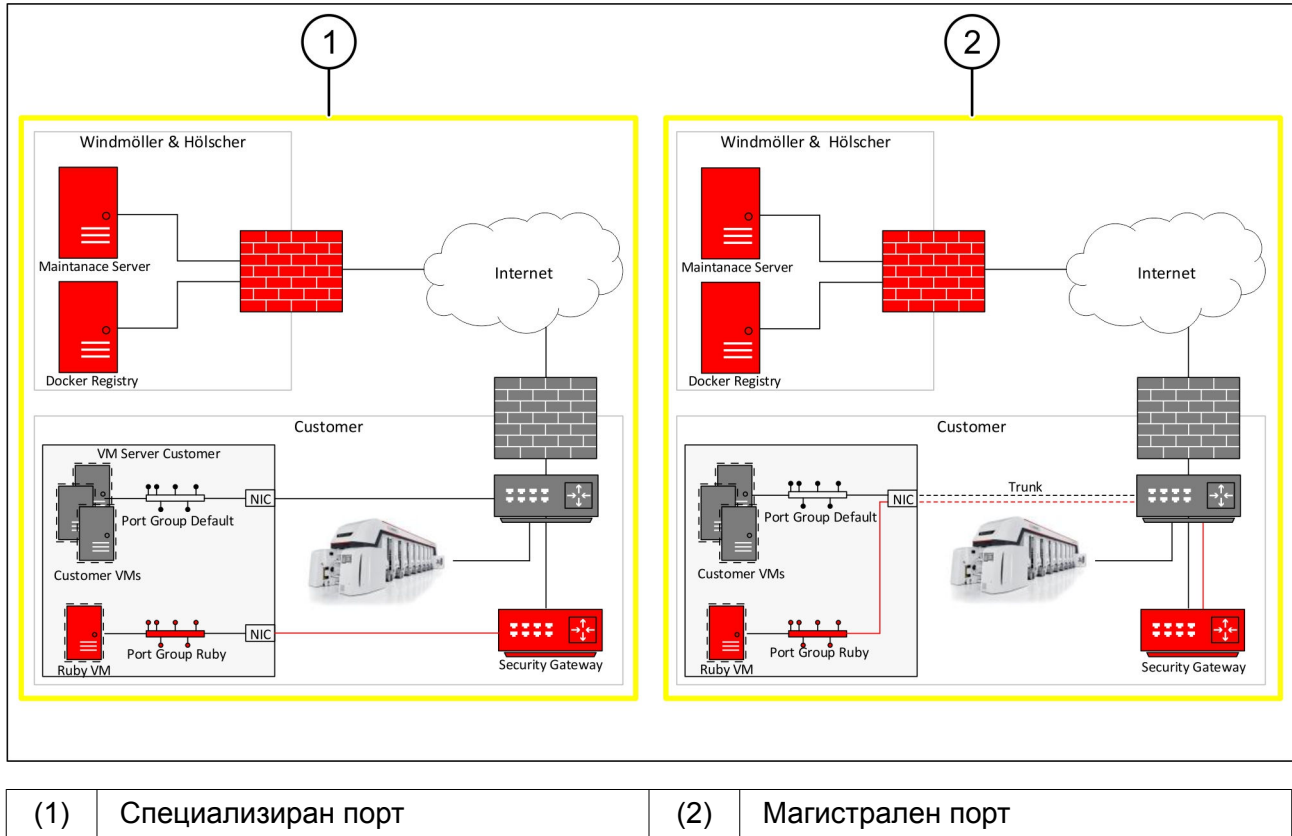 1
2
Windmöller & Hölscher
Maintanace Server
Docker Registry
Internet
Customer
VM Server Customer
Port Group Default
NIC
Customer VMs
Ruby VM
Port Group Ruby
NIC
Security Gateway
Windmöller & Hölscher
Maintanace Server
Docker Registry
Internet
Customer
Port Group Default
NIC
Trunk
Customer VMs
Ruby VM
Port Group Ruby
Security Gateway
(1) Специализиран порт (2) Магистрален порт